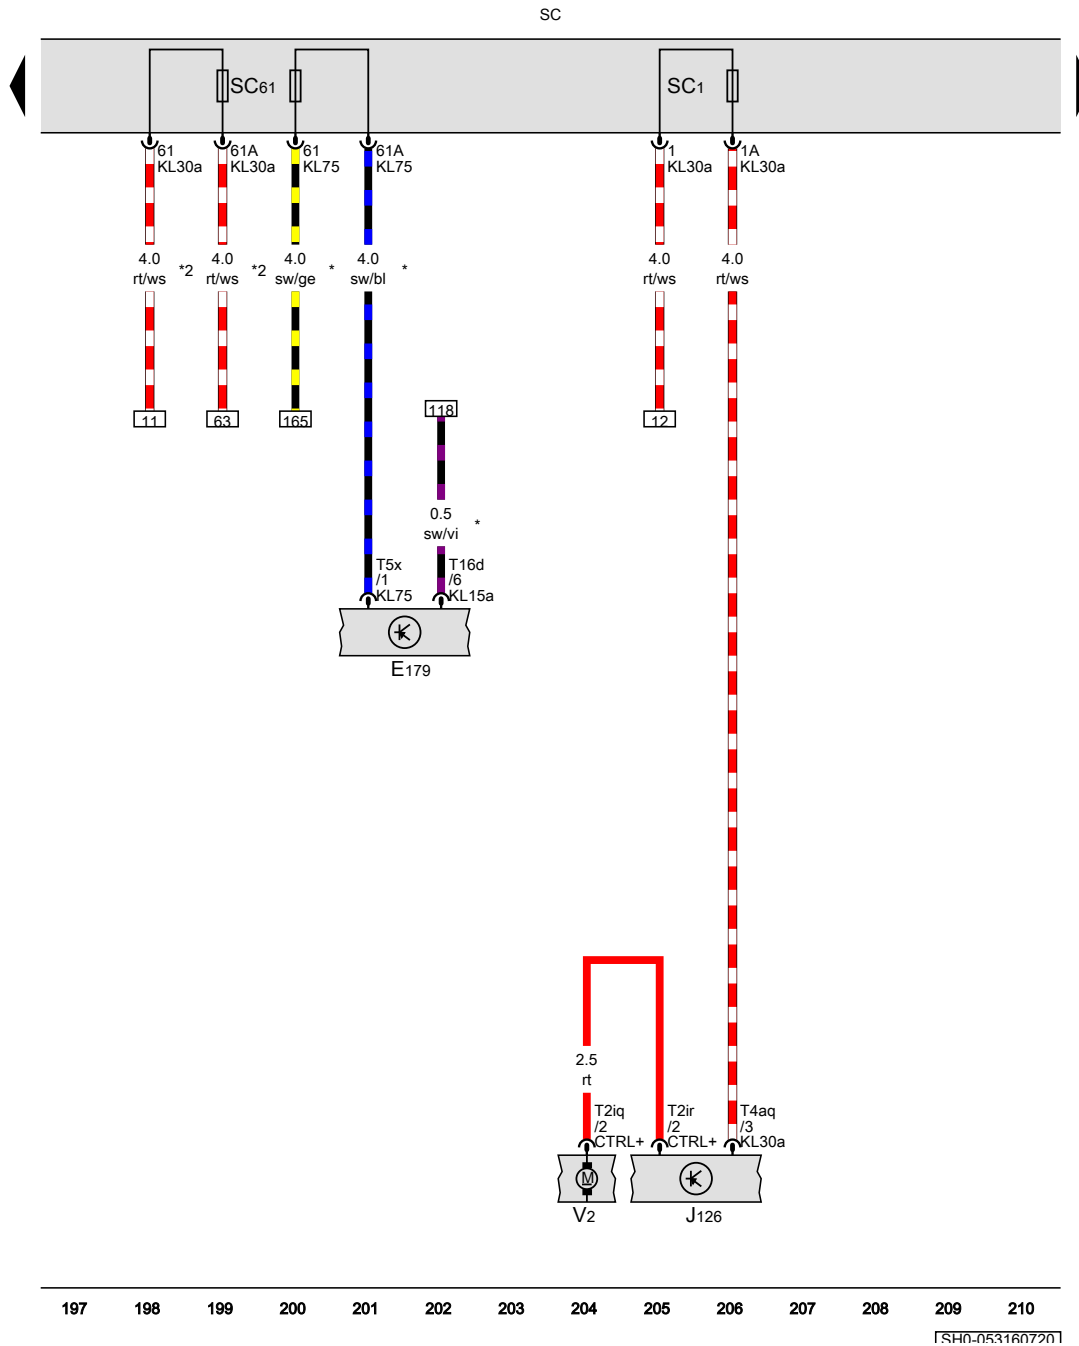 SC
SC61
SC1
61
KL30a
61A
KL30a
61
KL75
61A
KL75
1
KL30a
1A
KL30a
4.0
rt/ws
*2
4.0
rt/ws
*2
4.0
sw/ge
*
4.0
sw/bl
*
4.0
rt/ws
4.0
rt/ws
11
63
165
118
12
0.5
sw/vi
*
T5x
/1
KL75
T16d
/6
KL15a
E179
2.5
rt
T2iq
/2
CTRL+
T2ir
/2
CTRL+
T4aq
/3
KL30a
M
V2
J126
197 198 199 200 201 202 203 204 205 206 207 208 209 210
SH0-053160720